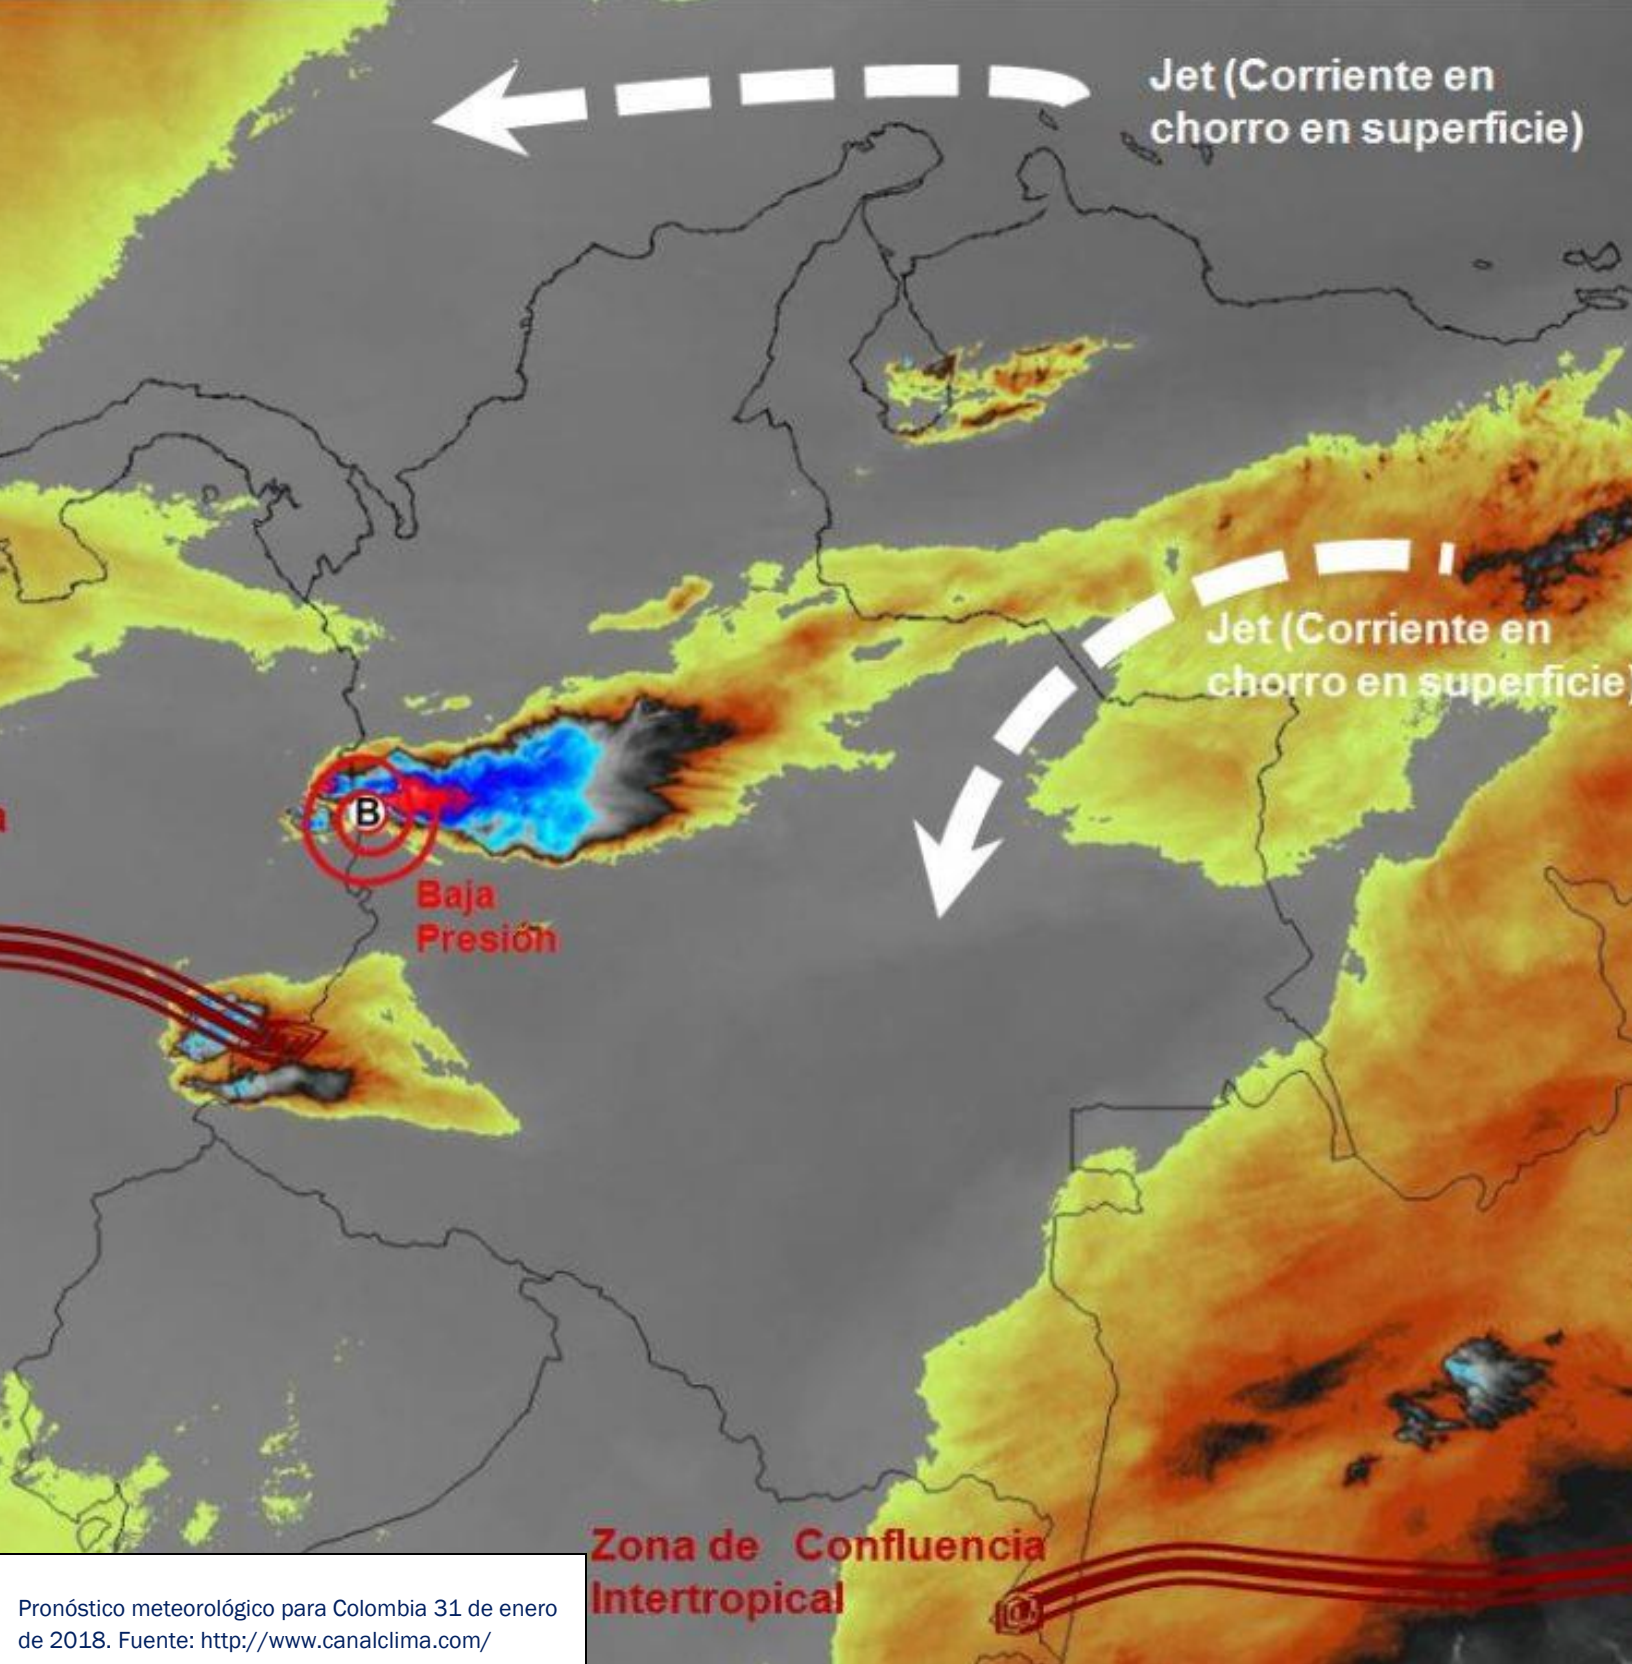 Jet (Corriente en
chorro en superficie)
Jet (Corriente en
chorro en superficie)
a
B
Baja
Presión
Zona de Confluencia
Intertropical
Pronóstico meteorológico para Colombia 31 de enero
de 2018. Fuente: http://www.canalclima.com/